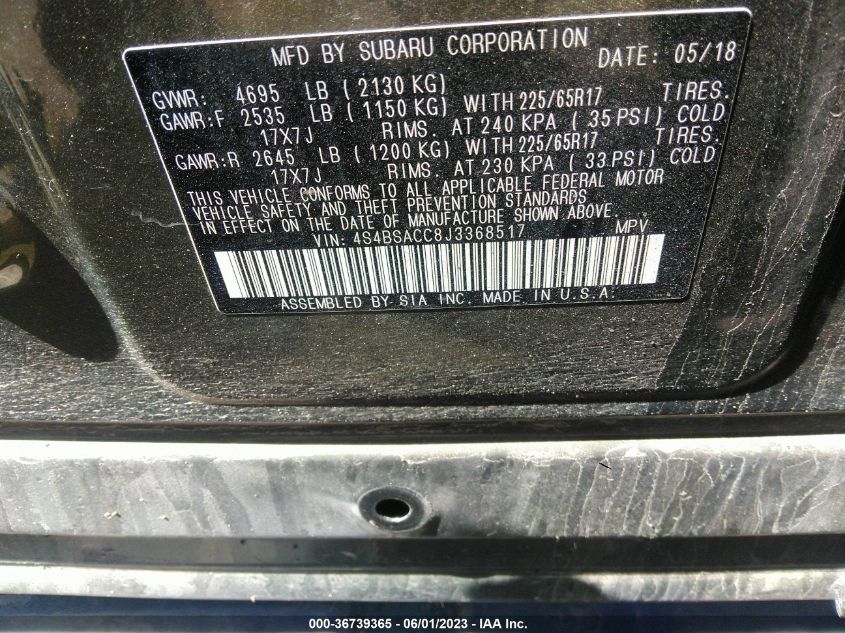 MFD BY SUBARU CORPORATION DATE: 05/18
GVWR: 4695 LB ( 2130 KG)
GAWR:F 2535 LB ( 1150 KG) WITH 225/65R17 TIRES.
17X7J RIMS. AT 240 KPA ( 35 PSI) COLD
GAWR:R 2645 LB ( 1200 KG) WITH 225/65R17 TIRES.
17X7J RIMS. AT 230 KPA ( 33 PSI) COLD
THIS VEHICLE CONFORMS TO ALL APPLICABLE FEDERAL MOTOR
VEHICLE SAFETY AND THEFT PREVENTION STANDARDS
IN EFFECT ON THE DATE OF MANUFACTURE SHOWN ABOVE.
VIN: 4S4BSACC8J3368517 MPV
ASSEMBLED BY SIA INC. MADE IN U.S.A.
000-36739365 - 06/01/2023 - IAA Inc.